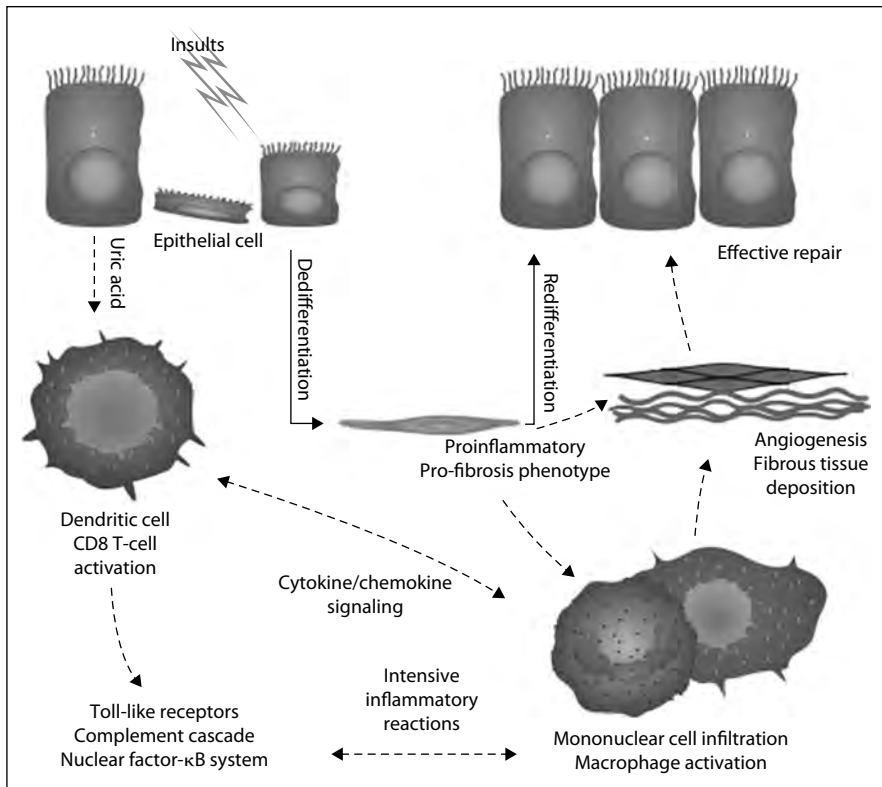 Insults
Epithelial cell
Effective repair
Uric acid
Dedifferentiation
Redifferentiation
Proinflammatory
Pro-fibrosis phenotype
Angiogenesis
Fibrous tissue
deposition
Dendritic cell
CD8 T-cell
activation
Cytokine/chemokine
signaling
Intensive
inflammatory
reactions
Toll-like receptors
Complement cascade
Nuclear factor-κB system
Mononuclear cell infiltration
Macrophage activation